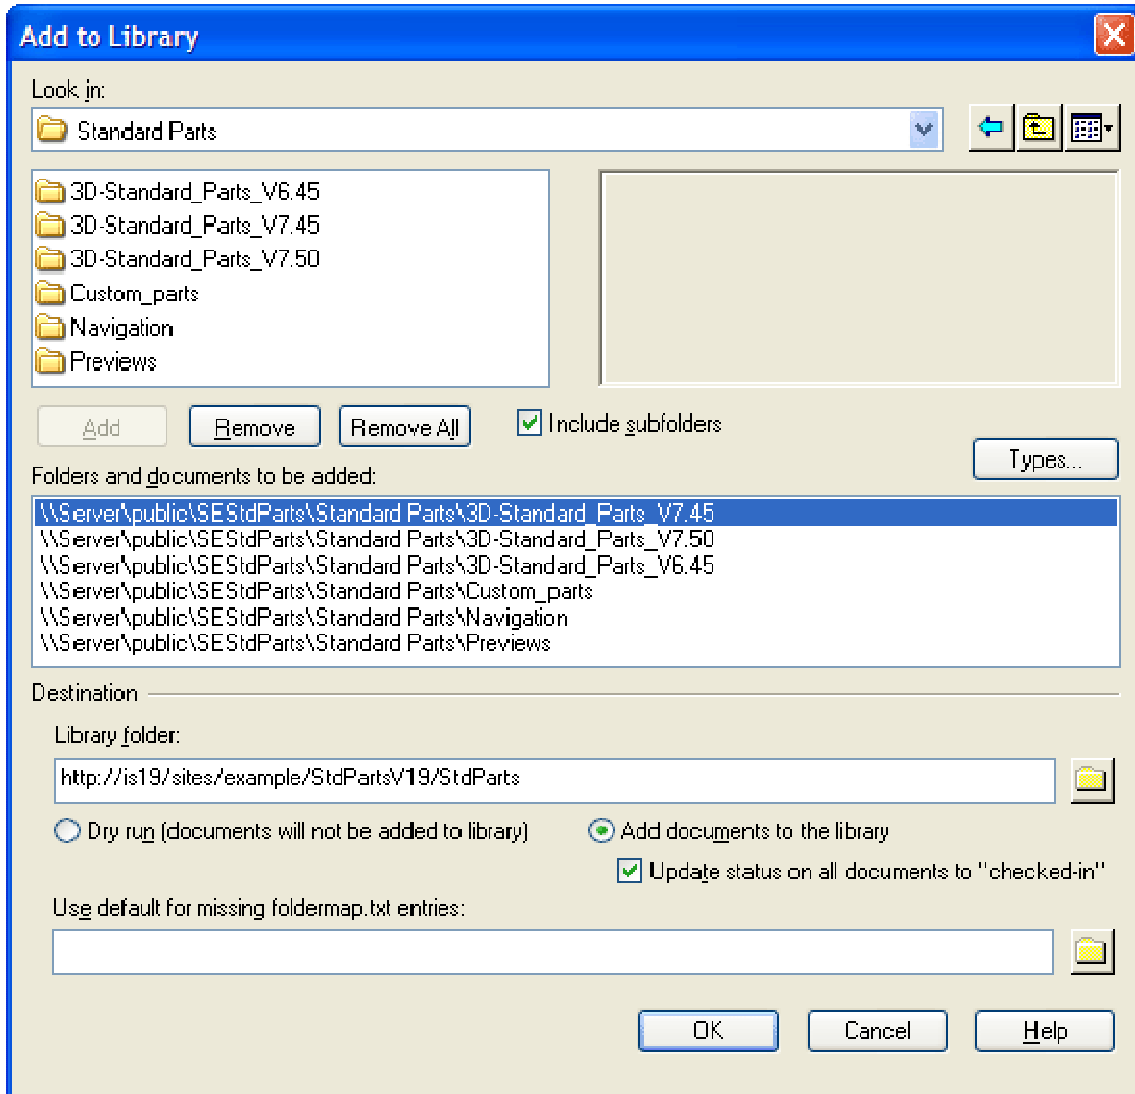 Add to Library
Look in:
Standard Parts
3D-Standard_Parts_V6.45
3D-Standard_Parts_V7.45
3D-Standard_Parts_V7.50
Custom_parts
Navigation
Previews
Add Remove Remove All Include subfolders
Types...
Folders and documents to be added:
\\Server\public\SEStdParts\Standard Parts\3D-Standard_Parts_V7.45
\\Server\public\SEStdParts\Standard Parts\3D-Standard_Parts_V7.50
\\Server\public\SEStdParts\Standard Parts\3D-Standard_Parts_V6.45
\\Server\public\SEStdParts\Standard Parts\Custom_parts
\\Server\public\SEStdParts\Standard Parts\Navigation
\\Server\public\SEStdParts\Standard Parts\Previews
Destination
Library folder:
http://is19/sites/example/StdPartsV19/StdParts
Dry run (documents will not be added to library) Add documents to the library
Update status on all documents to "checked-in"
Use default for missing foldermap.txt entries:
OK Cancel Help